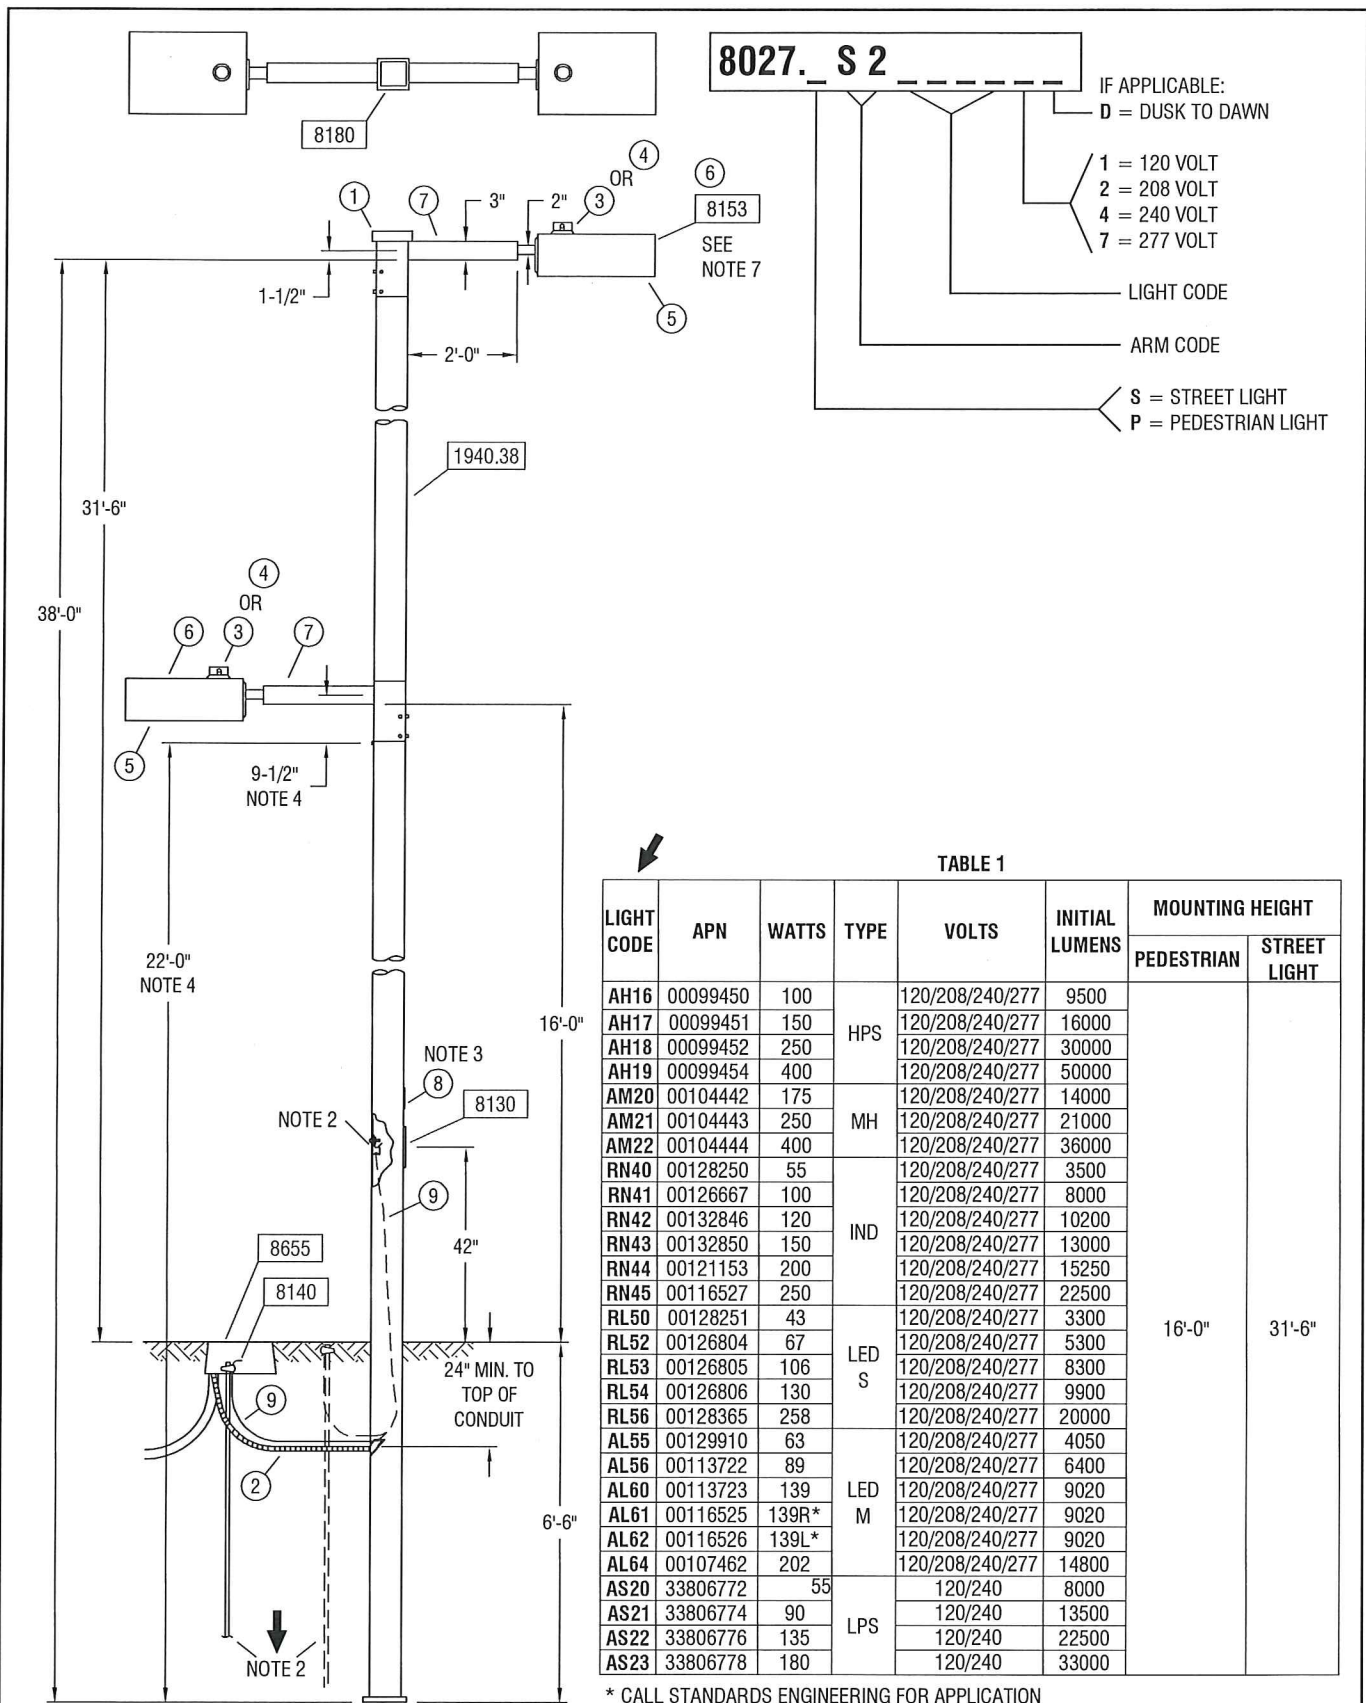 8027._ S 2 _ _ _ _ _ _
IF APPLICABLE:
D = DUSK TO DAWN
1 = 120 VOLT
2 = 208 VOLT
4 = 240 VOLT
7 = 277 VOLT
LIGHT CODE
ARM CODE
S = STREET LIGHT
P = PEDESTRIAN LIGHT
8180
1
7
3"
2"
4
OR
3
6
8153
SEE
NOTE 7
5
1-1/2"
2'-0"
1940.38
31'-6"
38'-0"
4
OR
6
3
7
5
9-1/2"
NOTE 4
22'-0"
NOTE 4
16'-0"
NOTE 3
8
8130
NOTE 2
9
42"
8655
8140
24" MIN. TO
TOP OF
CONDUIT
9
2
6'-6"
NOTE 2
TABLE 1
LIGHT CODE APN WATTS TYPE VOLTS INITIAL LUMENS MOUNTING HEIGHT
PEDESTRIAN STREET LIGHT
AH16 00099450 100 HPS 120/208/240/277 9500
AH17 00099451 150 120/208/240/277 16000
AH18 00099452 250 120/208/240/277 30000
AH19 00099454 400 120/208/240/277 50000
AM20 00104442 175 MH 120/208/240/277 14000
AM21 00104443 250 120/208/240/277 21000
AM22 00104444 400 120/208/240/277 36000
RN40 00128250 55 IND 120/208/240/277 3500
RN41 00126667 100 120/208/240/277 8000
RN42 00132846 120 120/208/240/277 10200
RN43 00132850 150 120/208/240/277 13000
RN44 00121153 200 120/208/240/277 15250
RN45 00116527 250 120/208/240/277 22500
RL50 00128251 43 LED S 120/208/240/277 3300 16'-0" 31'-6"
RL52 00126804 67 120/208/240/277 5300
RL53 00126805 106 120/208/240/277 8300
RL54 00126806 130 120/208/240/277 9900
RL56 00128365 258 120/208/240/277 20000
AL55 00129910 63 LED M 120/208/240/277 4050
AL56 00113722 89 120/208/240/277 6400
AL60 00113723 139 120/208/240/277 9020
AL61 00116525 139R* 120/208/240/277 9020
AL62 00116526 139L* 120/208/240/277 9020
AL64 00107462 202 120/208/240/277 14800
AS20 33806772 55 LPS 120/240 8000
AS21 33806774 90 120/240 13500
AS22 33806776 135 120/240 22500
AS23 33806778 180 120/240 33000
* CALL STANDARDS ENGINEERING FOR APPLICATION